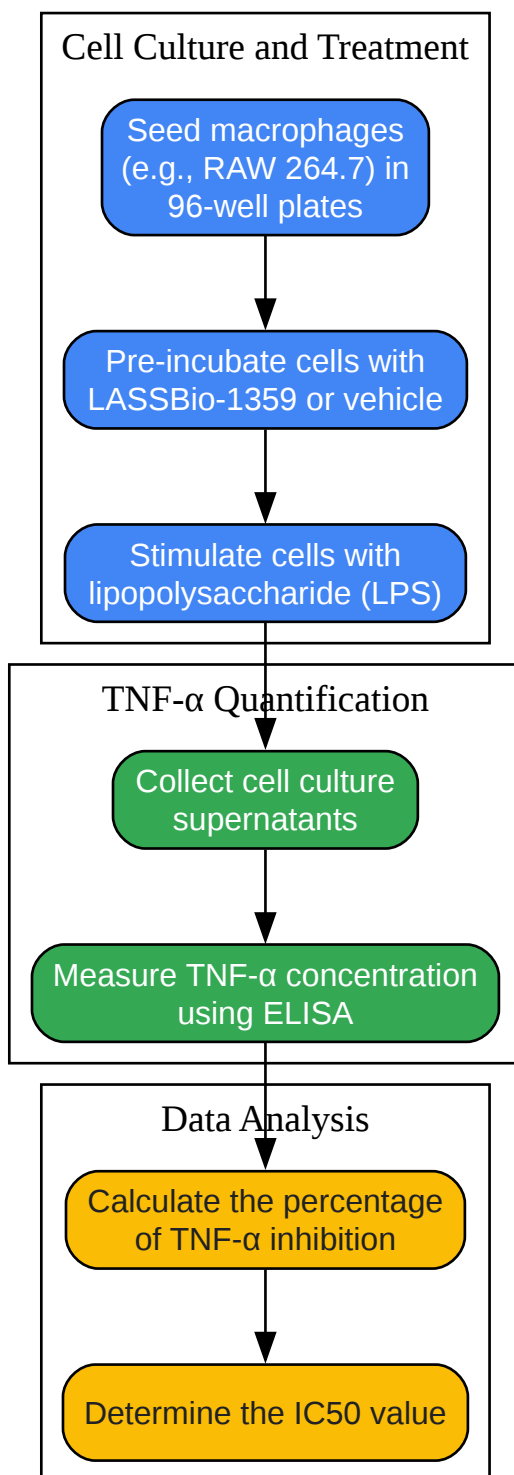 Cell Culture and Treatment
Seed macrophages
(e.g., RAW 264.7) in
96-well plates
Pre-incubate cells with
LASSBio-1359 or vehicle
Stimulate cells with
lipopolysaccharide (LPS)
TNF-α Quantification
Collect cell culture
supernatants
Measure TNF-α concentration
using ELISA
Data Analysis
Calculate the percentage
of TNF-α inhibition
Determine the IC50 value